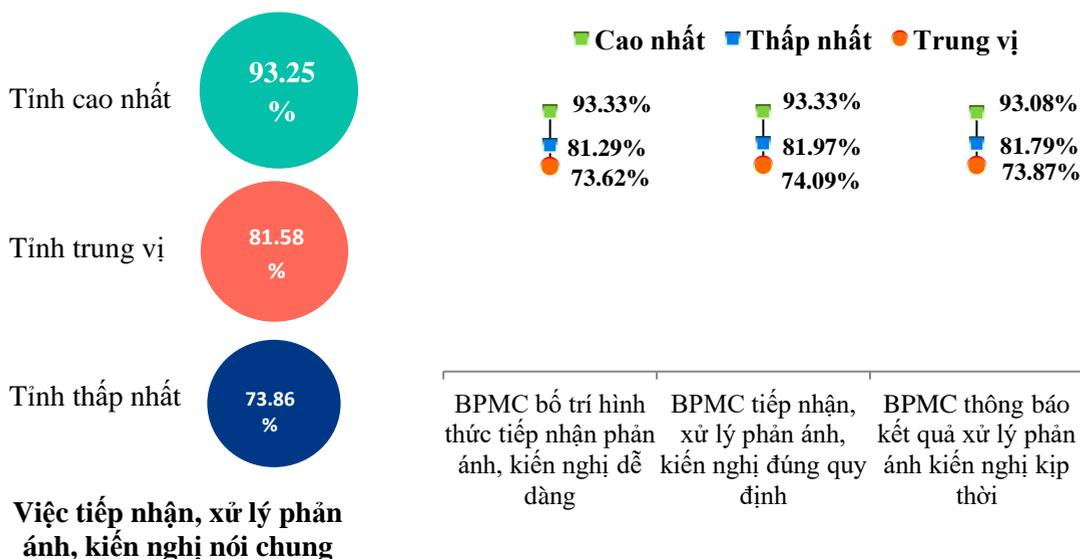 Tỉnh cao nhất
93.25
%
Tỉnh trung vị
81.58
%
Tỉnh thấp nhất
73.86
%
Việc tiếp nhận, xử lý phản
ánh, kiến nghị nói chung
Cao nhất Thấp nhất Trung vị
93.33% 93.33% 93.08%
81.29% 81.97% 81.79%
73.62% 74.09% 73.87%
BPMC bố trí hình
thức tiếp nhận phản
ánh, kiến nghị dễ
dàng
BPMC tiếp nhận,
xử lý phản ánh,
kiến nghị đúng quy
định
BPMC thông báo
kết quả xử lý phản
ánh kiến nghị kịp
thời